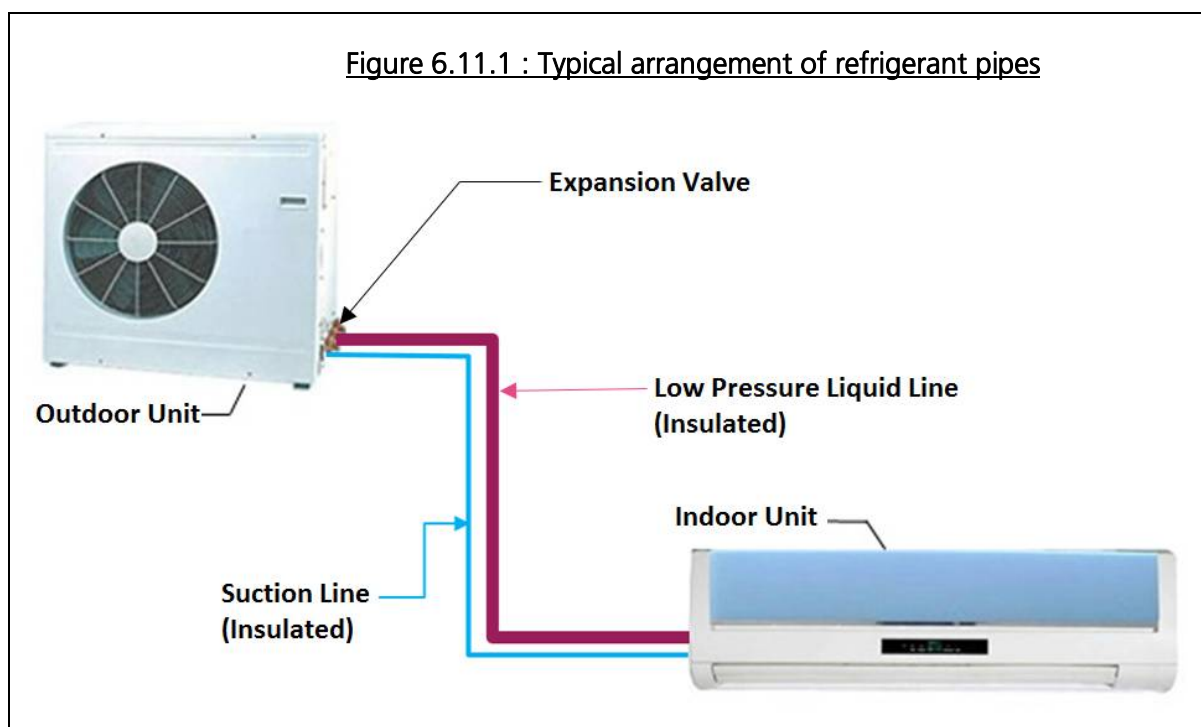 Figure 6.11.1 : Typical arrangement of refrigerant pipes
Expansion Valve
Outdoor Unit
Low Pressure Liquid Line
(Insulated)
Indoor Unit
Suction Line
(Insulated)